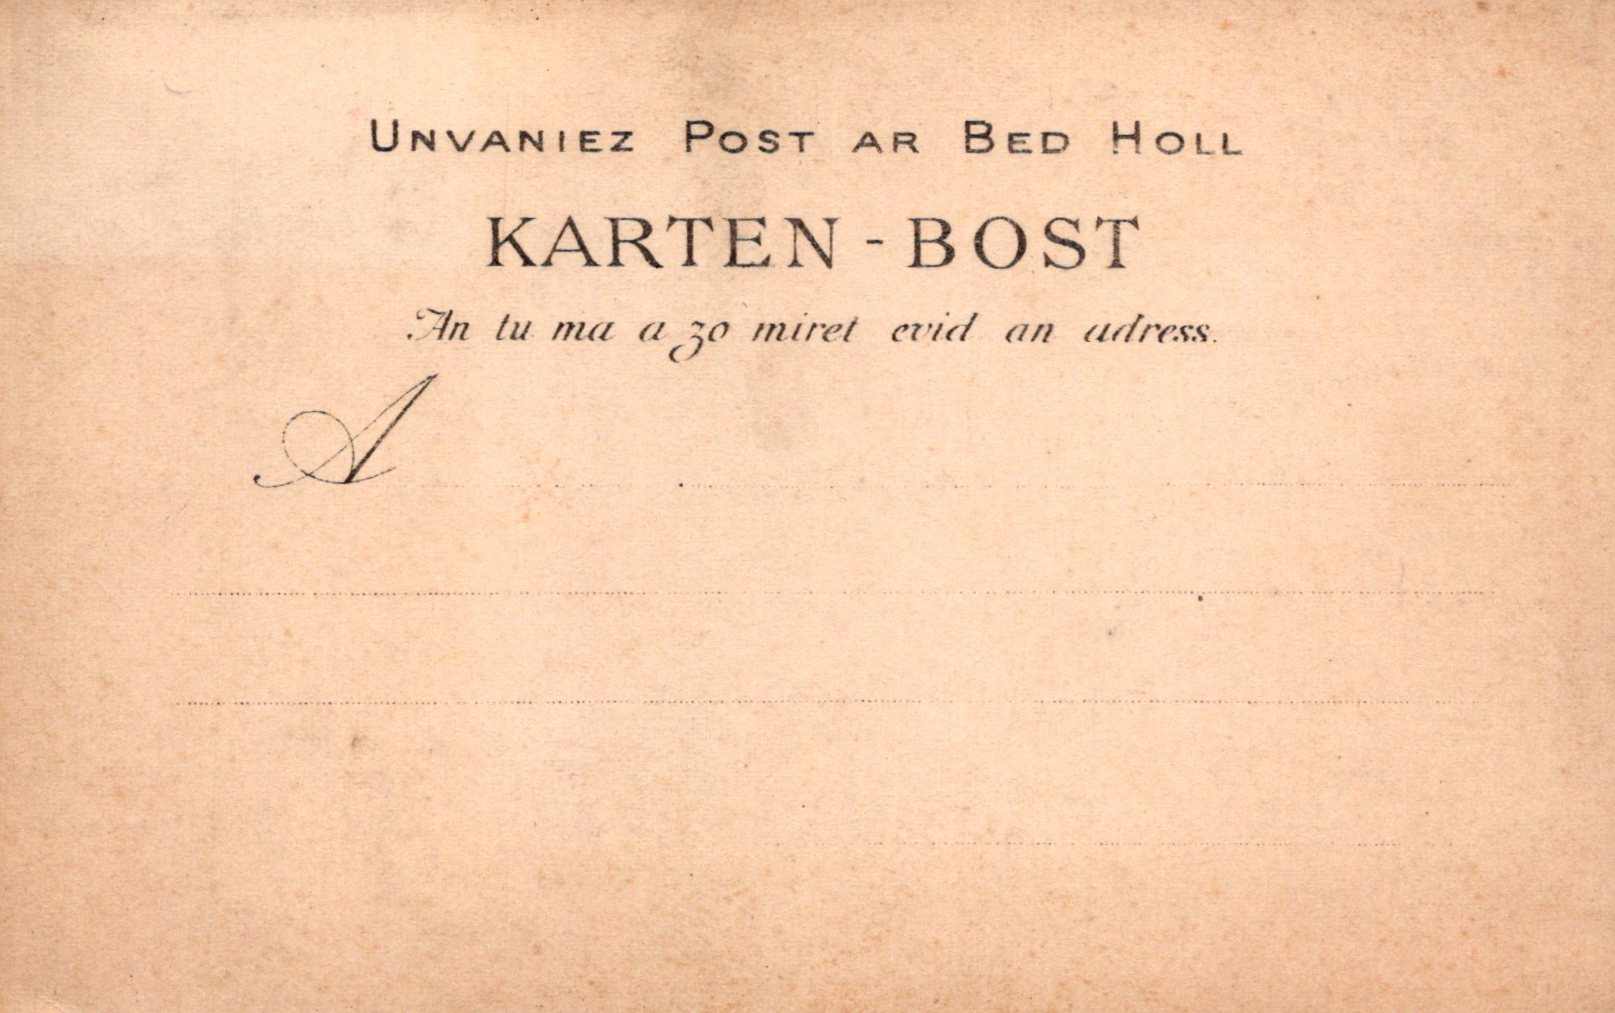 UNVANIEZ POST AR BED HOLL
KARTEN-BOST
An tu ma a zo miret evid an adress.
A